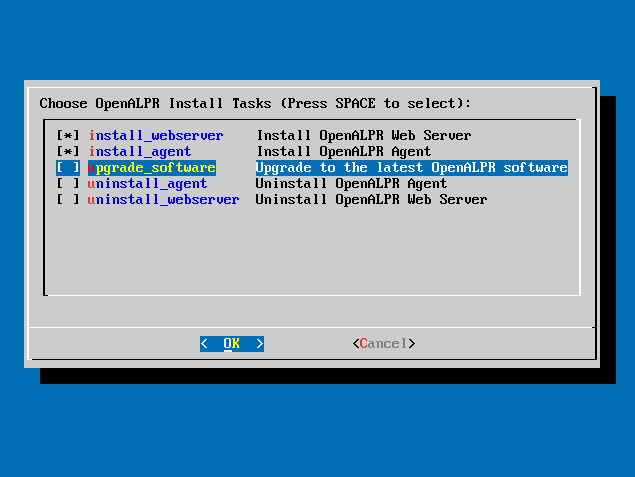 Choose OpenALPR Install Tasks (Press SPACE to select):
[*] install_webserver    Install OpenALPR Web Server
[*] install_agent        Install OpenALPR Agent
[ ] upgrade_software     Upgrade to the latest OpenALPR software
[ ] uninstall_agent      Uninstall OpenALPR Agent
[ ] uninstall_webserver  Uninstall OpenALPR Web Server
<  OK  > <Cancel>